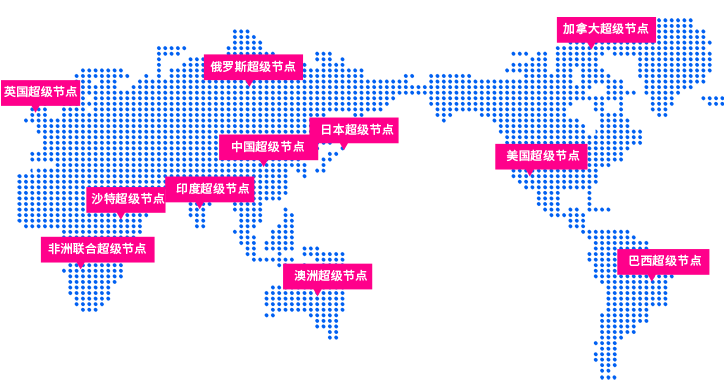 加拿大超级节点
俄罗斯超级节点
英国超级节点
日本超级节点
中国超级节点
美国超级节点
印度超级节点
沙特超级节点
非洲联合超级节点
巴西超级节点
澳洲超级节点